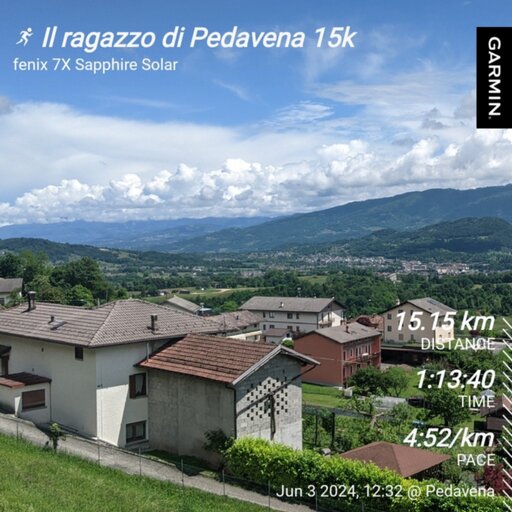 Il ragazzo di Pedavena 15k
fenix 7X Sapphire Solar
GARMIN.
15.15 km
DISTANCE
1:13:40
TIME
4:52/km
PACE
Jun 3 2024, 12:32 @ Pedavena